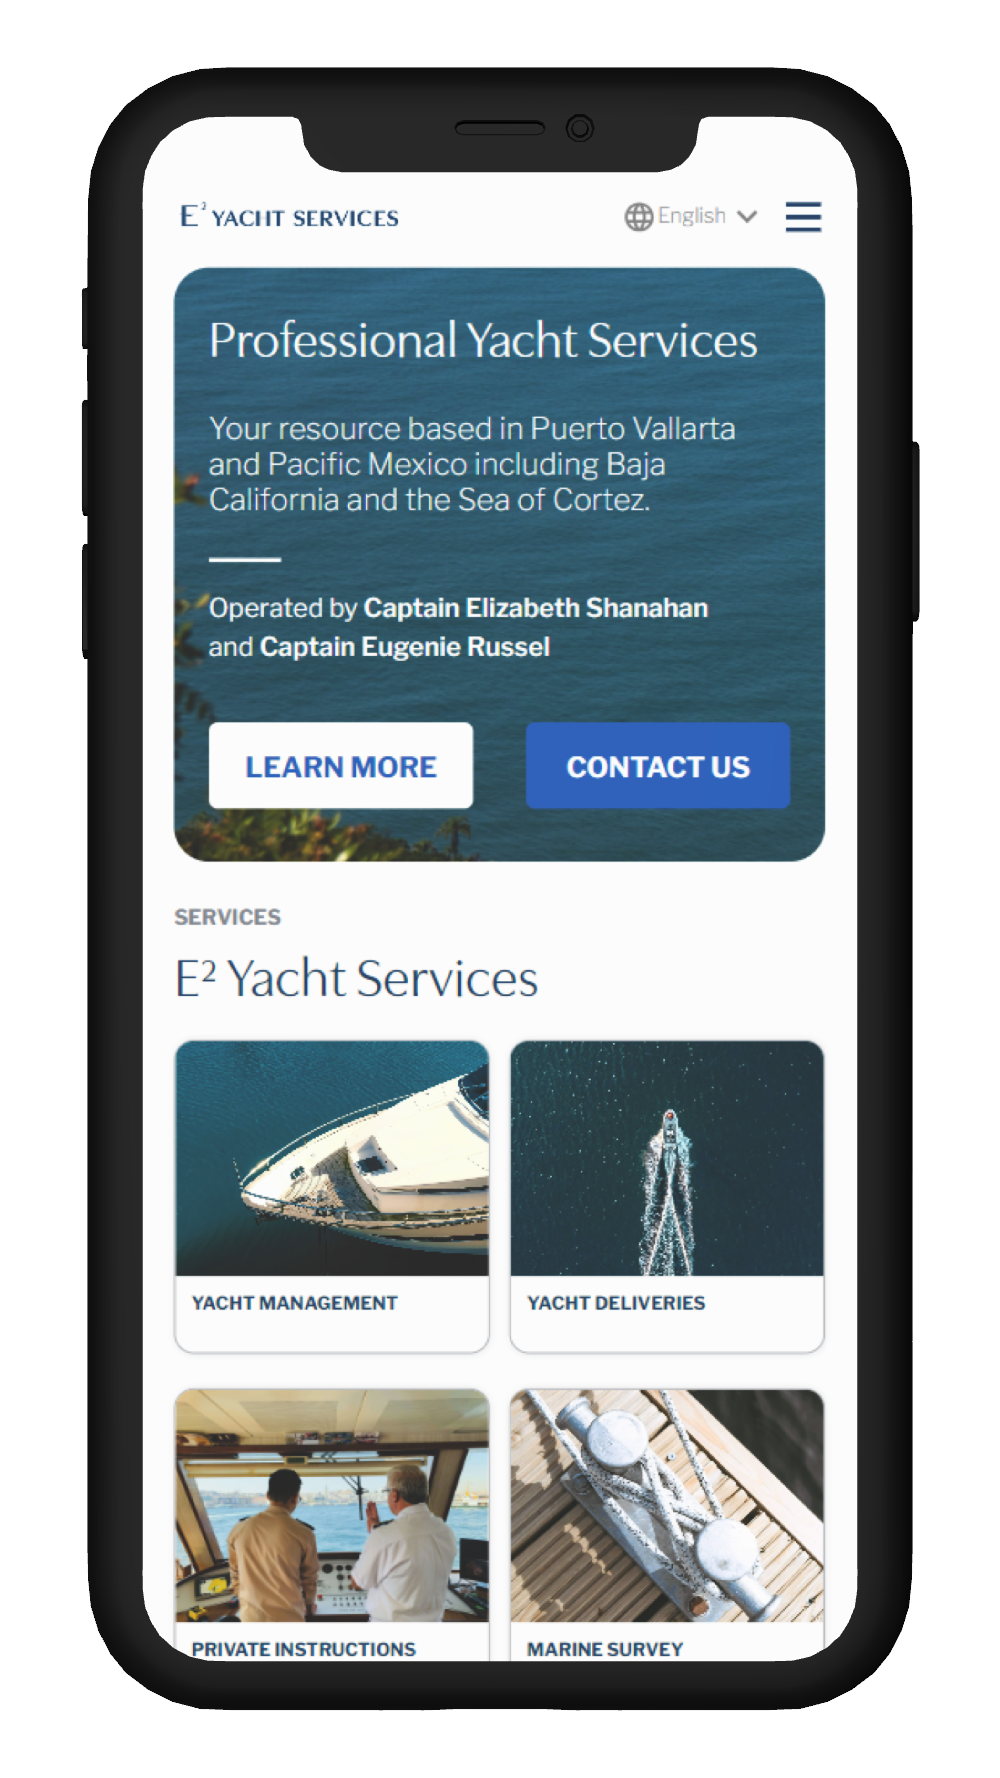 E² YACHT SERVICES
English
Professional Yacht Services
Your resource based in Puerto Vallarta
and Pacific Mexico including Baja
California and the Sea of Cortez.
Operated by Captain Elizabeth Shanahan
and Captain Eugenie Russel
LEARN MORE
CONTACT US
SERVICES
E² Yacht Services
YACHT MANAGEMENT
YACHT DELIVERIES
PRIVATE INSTRUCTIONS
MARINE SURVEY